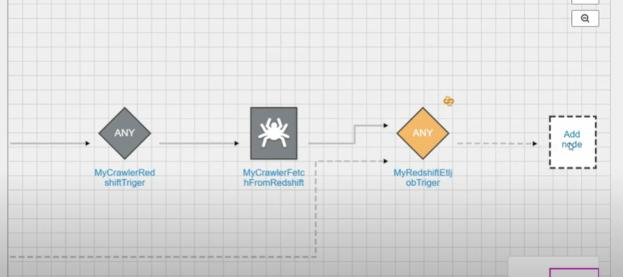 ANY
MyCrawlerRed
shiftTriger
MyCrawlerFetc
hFromRedshift
ANY
MyRedshiftEtlj
obTriger
Add
node